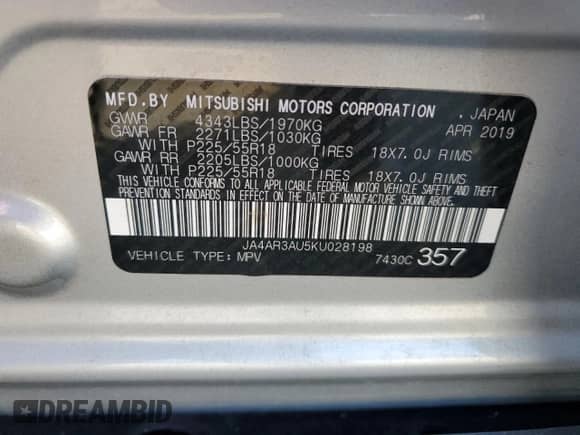 MFD.BY MITSUBISHI MOTORS CORPORATION . JAPAN
GVWR 4343LBS/1970KG APR 2019
GAWR FR 2271LBS/1030KG
WITH P225/55R18 TIRES 18X7.0J RIMS
GAWR RR 2205LBS/1000KG
WITH P225/55R18 TIRES 18X7.0J RIMS
THIS VEHICLE CONFORMS TO ALL APPLICABLE FEDERAL MOTOR VEHICLE SAFETY AND THEFT
PREVENTION STANDARDS IN EFFECT ON THE DATE OF MANUFACTURE SHOWN ABOVE.
JA4AR3AU5KU028198
VEHICLE TYPE: MPV 7430C 357
DREAMBID